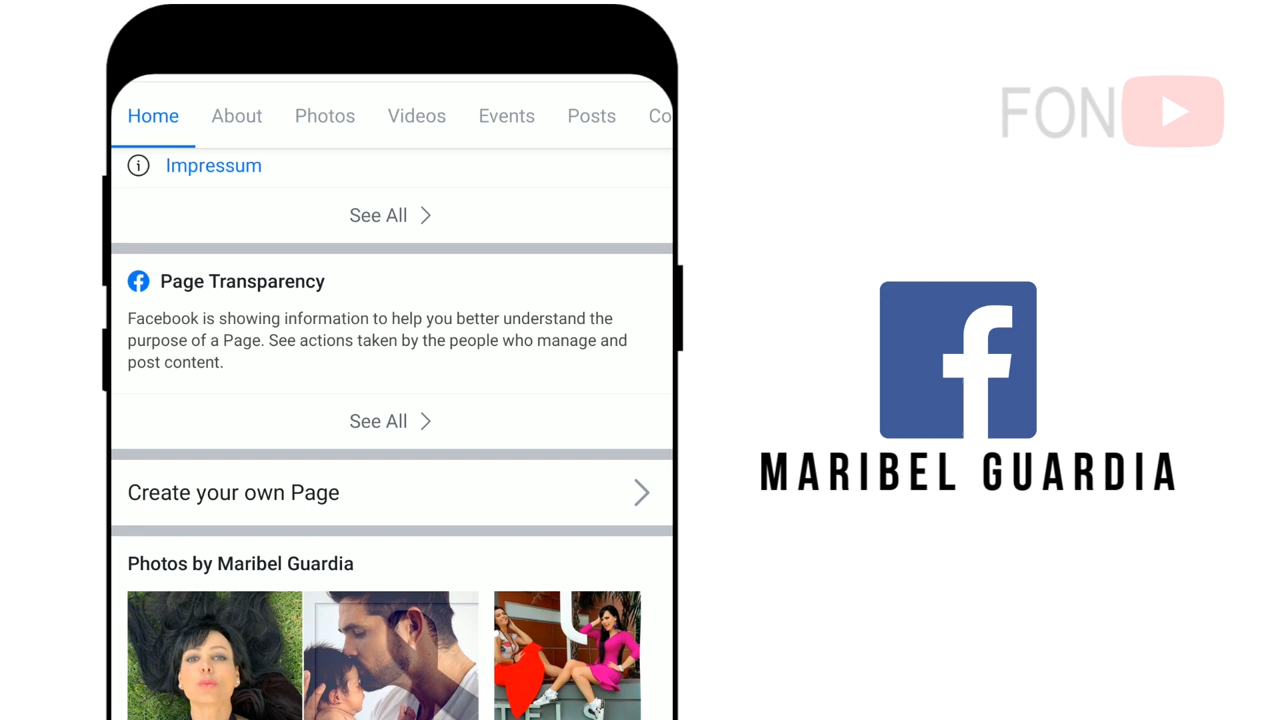 Home About Photos Videos Events Posts Co
Impressum
See All
Page Transparency
Facebook is showing information to help you better understand the
purpose of a Page. See actions taken by the people who manage and
post content.
See All
Create your own Page
Photos by Maribel Guardia
FON
f
MARIBEL GUARDIA